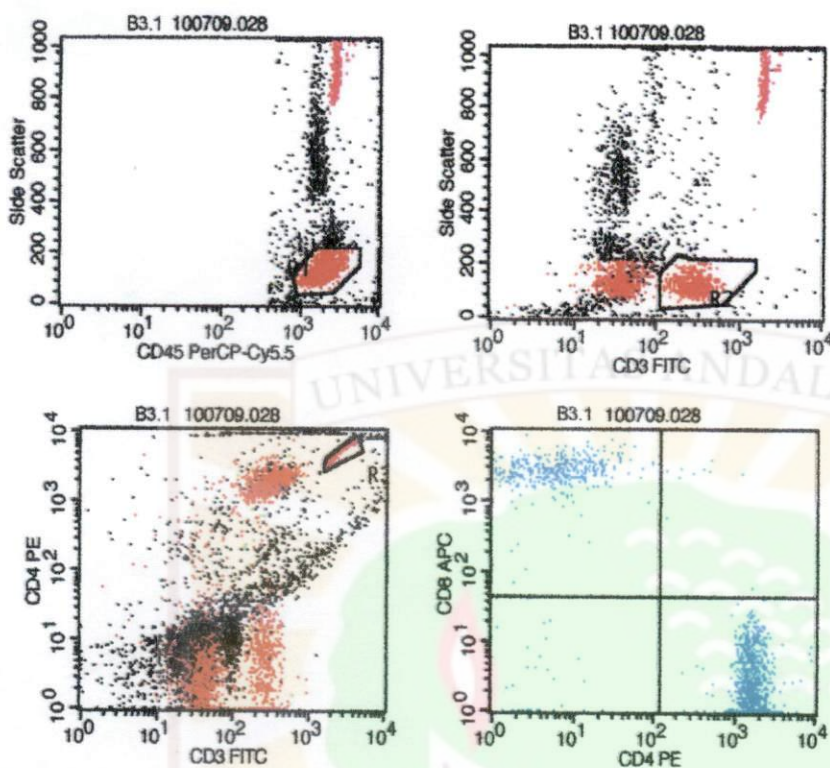 B3.1 100709.028
Side Scatter
1000
800
600
400
200
0
R
10^0 10^1 10^2 10^3 10^4
CD45 PerCP-Cy5.5
B3.1 100709.028
Side Scatter
1000
800
600
400
200
0
R
10^0 10^1 10^2 10^3 10^4
CD3 FITC
UNIVERSITAS ANDAL
B3.1 100709.028
CD4 PE
10^4
10^3
10^2
10^1
10^0
R
10^0 10^1 10^2 10^3 10^4
CD3 FITC
B3.1 100709.028
CD8 APC
10^4
10^3
10^2
10^1
10^0
10^0 10^1 10^2 10^3 10^4
CD4 PE